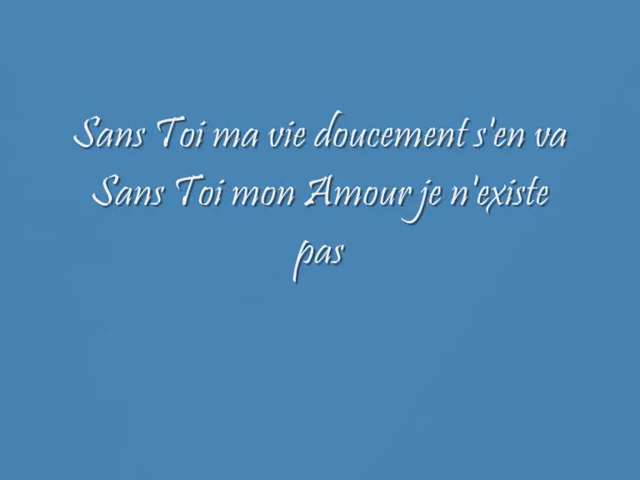 Sans Toi ma vie doucement s'en va
Sans Toi mon Amour je n'existe
pas